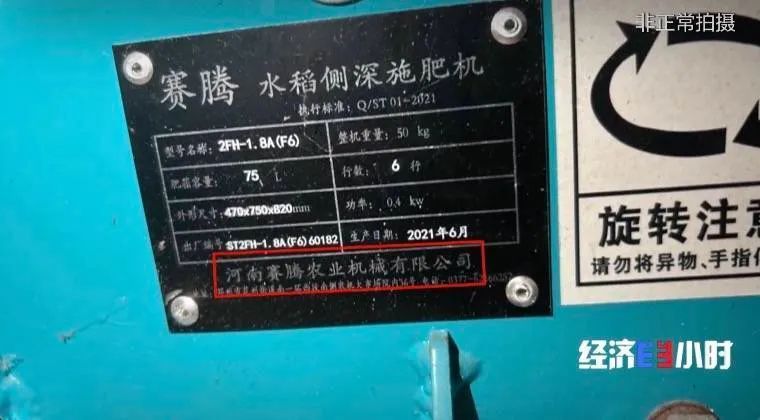 非正常拍摄
赛腾 水稻侧深施肥机
执行标准：Q/ST 01-2021
型号名称：2FH-1.8A(F6) 整机重量：50 kg
肥箱容量：75 L 行数：6 行
外形尺寸：470x750x820mm 功率：0.4 kw
出厂编号 ST2FH-1.8A(F6)60182 生产日期：2021年6月
河南赛腾农业机械有限公司
旋转注意
请勿将异物、手指
经济半小时